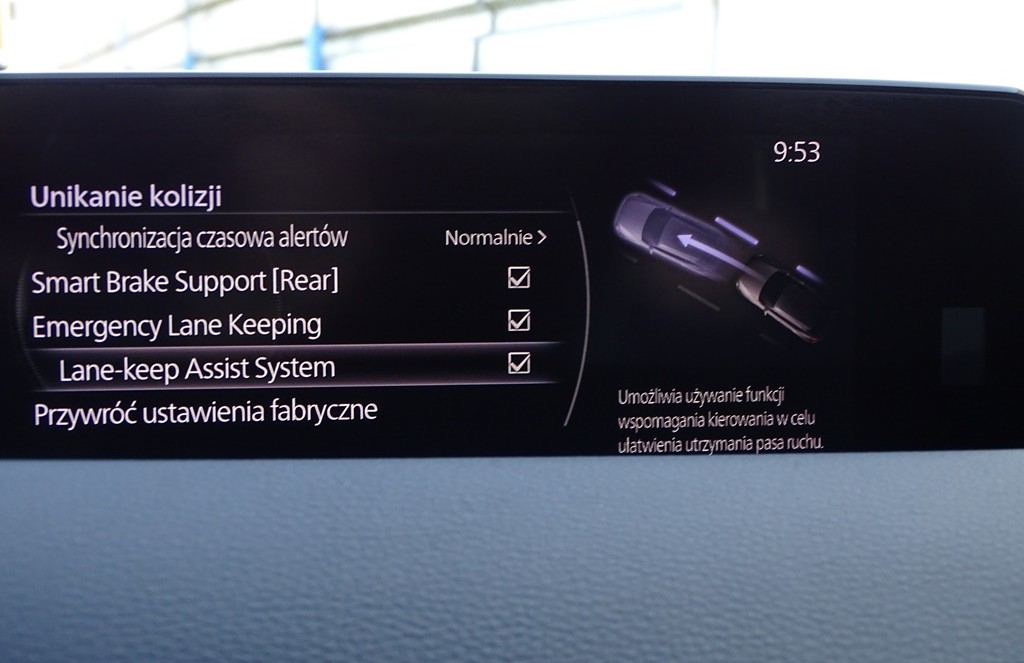 9:53
Unikanie kolizji
Synchronizacja czasowa alertów Normalnie >
Smart Brake Support [Rear]
Emergency Lane Keeping
Lane-keep Assist System
Przywróć ustawienia fabryczne
Umożliwia używanie funkcji
wspomagania kierowania w celu
ułatwienia utrzymania pasa ruchu.